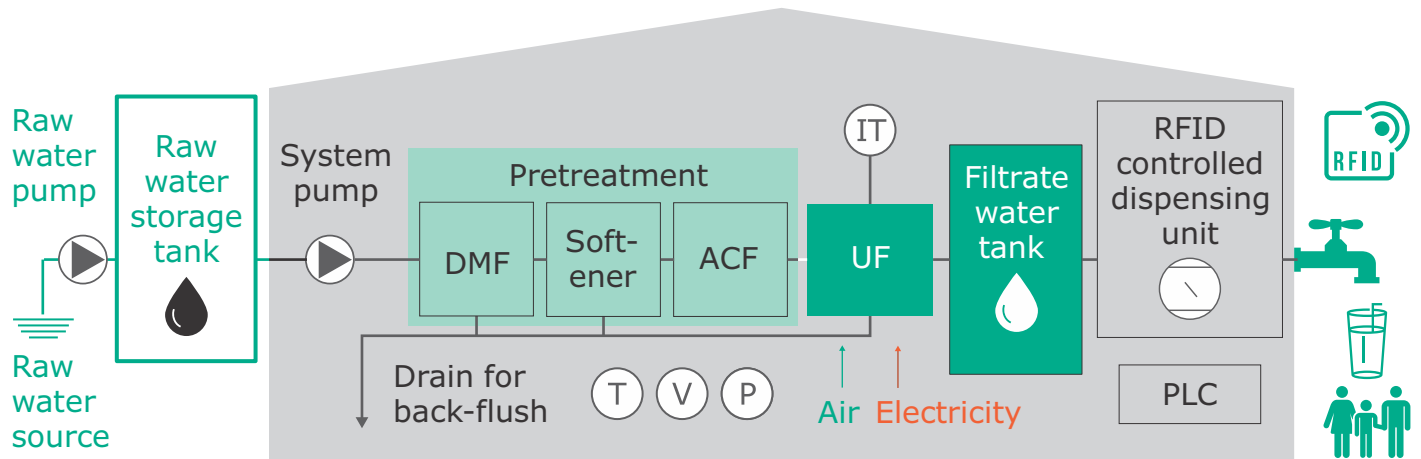 Raw
water
pump
Raw
water
storage
tank
Raw
water
source
System
pump
Pretreatment
DMF
Soft-
ener
ACF
IT
UF
Filtrate
water
tank
RFID
controlled
dispensing
unit
RFID
Drain for
back-flush
T V P
Air
Electricity
PLC